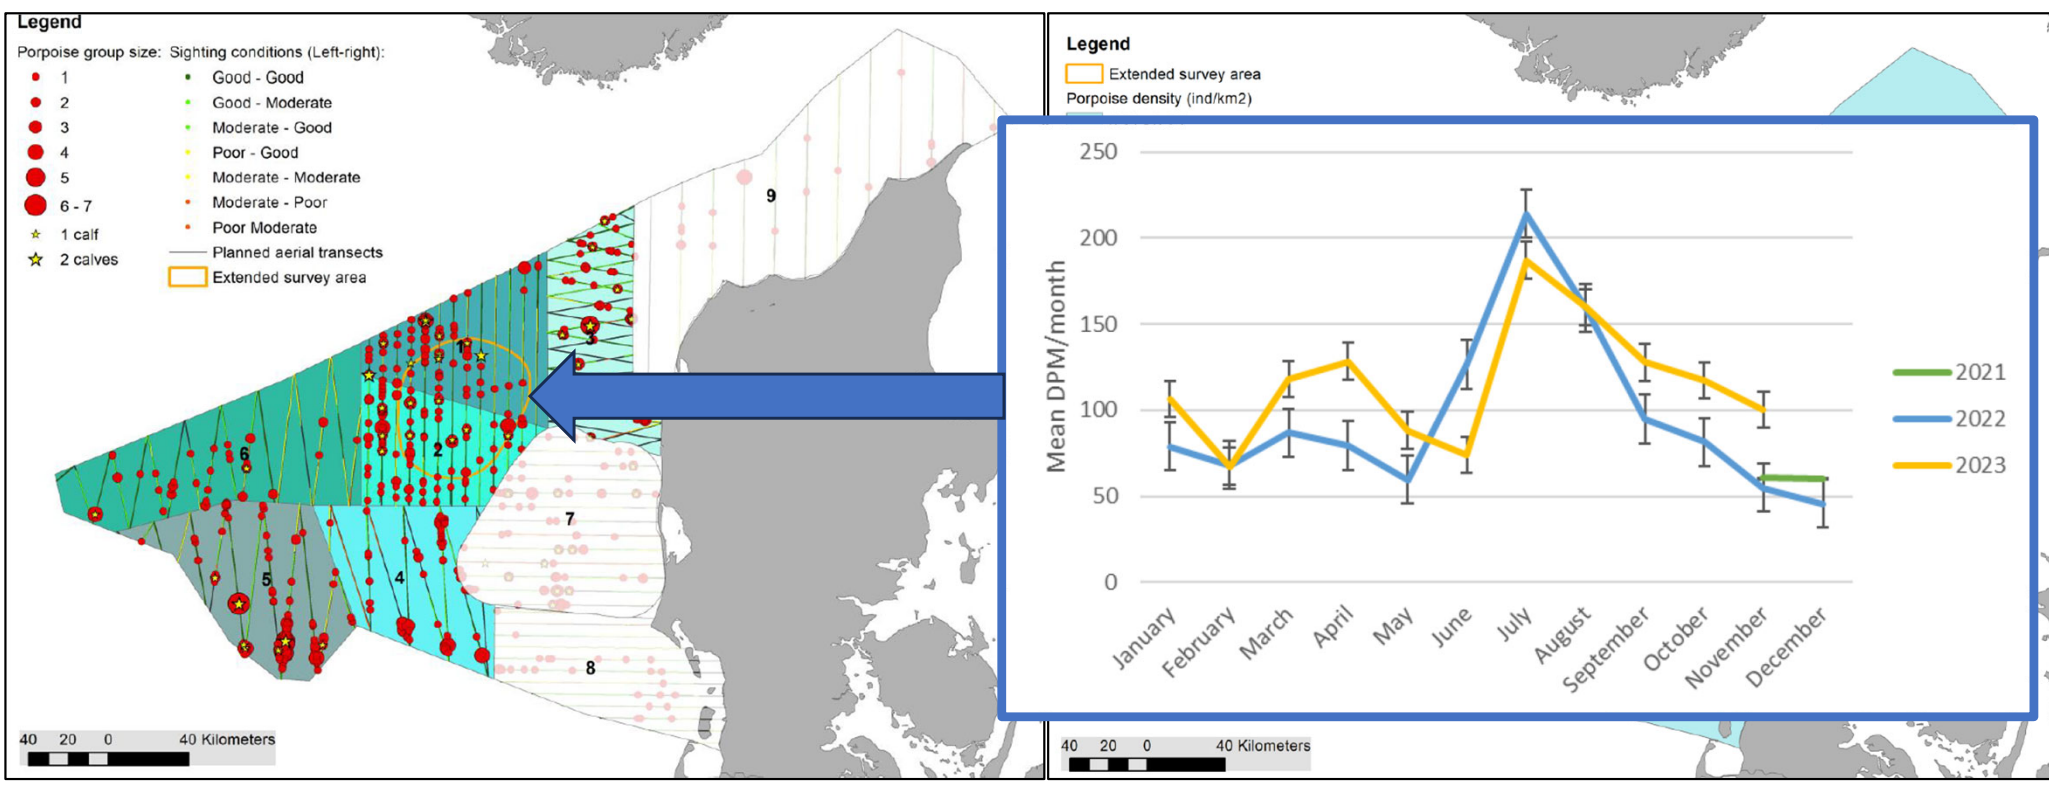 Legend
Porpoise group size: Sighting conditions (Left-right):
1 Good - Good
2 Good - Moderate
3 Moderate - Good
4 Poor - Good
5 Moderate - Moderate
6 - 7 Moderate - Poor
1 calf Poor Moderate
2 calves Planned aerial transects
Extended survey area
9
1
3
2
6
7
5
4
8
40 20 0 40 Kilometers
Legend
Extended survey area
Porpoise density (ind/km2)
Mean DPM/month
250
200
150
100
50
0
January
February
March
April
May
June
July
August
September
October
November
December
2021
2022
2023
40 20 0 40 Kilometers